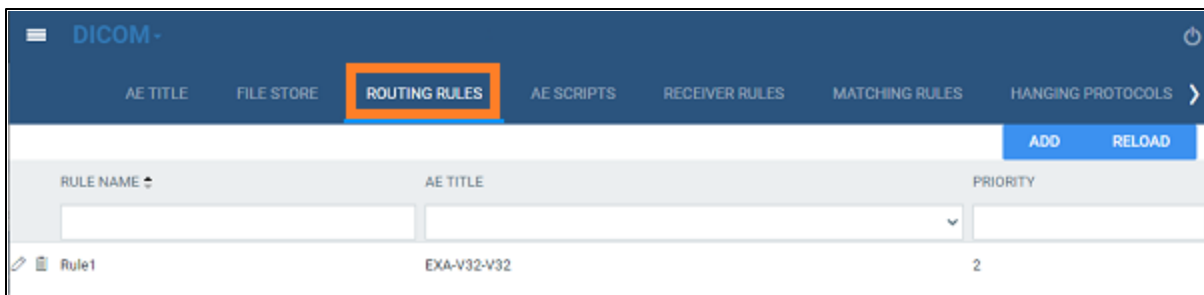 DICOM
AE TITLE FILE STORE ROUTING RULES AE SCRIPTS RECEIVER RULES MATCHING RULES HANGING PROTOCOLS
ADD RELOAD
RULE NAME AE TITLE PRIORITY
Rule1 EXA-V32-V32 2